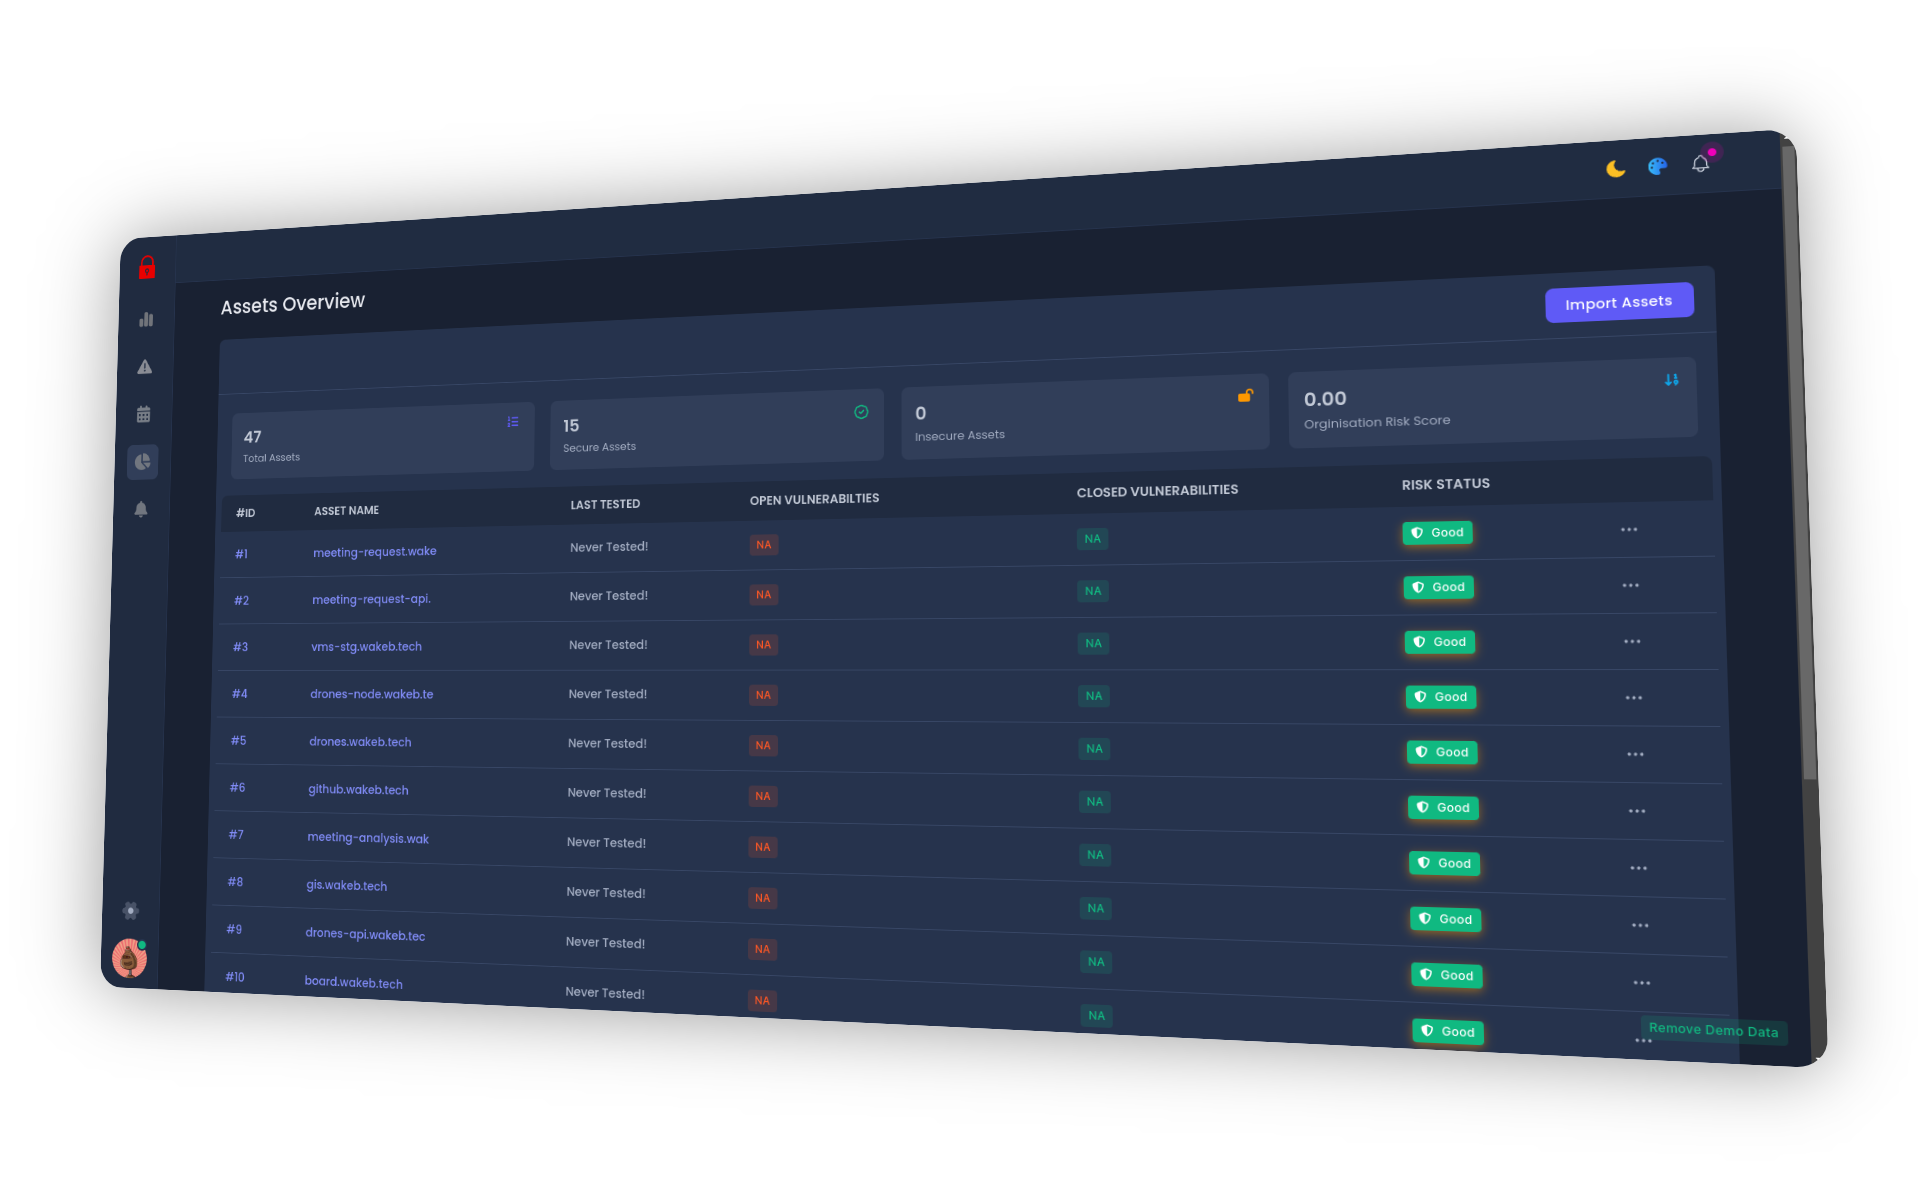 Assets Overview
Import Assets
47
Total Assets
15
Secure Assets
0
Insecure Assets
0.00
Orginisation Risk Score
#ID ASSET NAME LAST TESTED OPEN VULNERABILTIES CLOSED VULNERABILITIES RISK STATUS
#1 meeting-request.wake Never Tested! NA NA Good
#2 meeting-request-api. Never Tested! NA NA Good
#3 vms-stg.wakeb.tech Never Tested! NA NA Good
#4 drones-node.wakeb.te Never Tested! NA NA Good
#5 drones.wakeb.tech Never Tested! NA NA Good
#6 github.wakeb.tech Never Tested! NA NA Good
#7 meeting-analysis.wak Never Tested! NA NA Good
#8 gis.wakeb.tech Never Tested! NA NA Good
#9 drones-api.wakeb.tec Never Tested! NA NA Good
#10 board.wakeb.tech Never Tested! NA NA Good
Remove Demo Data